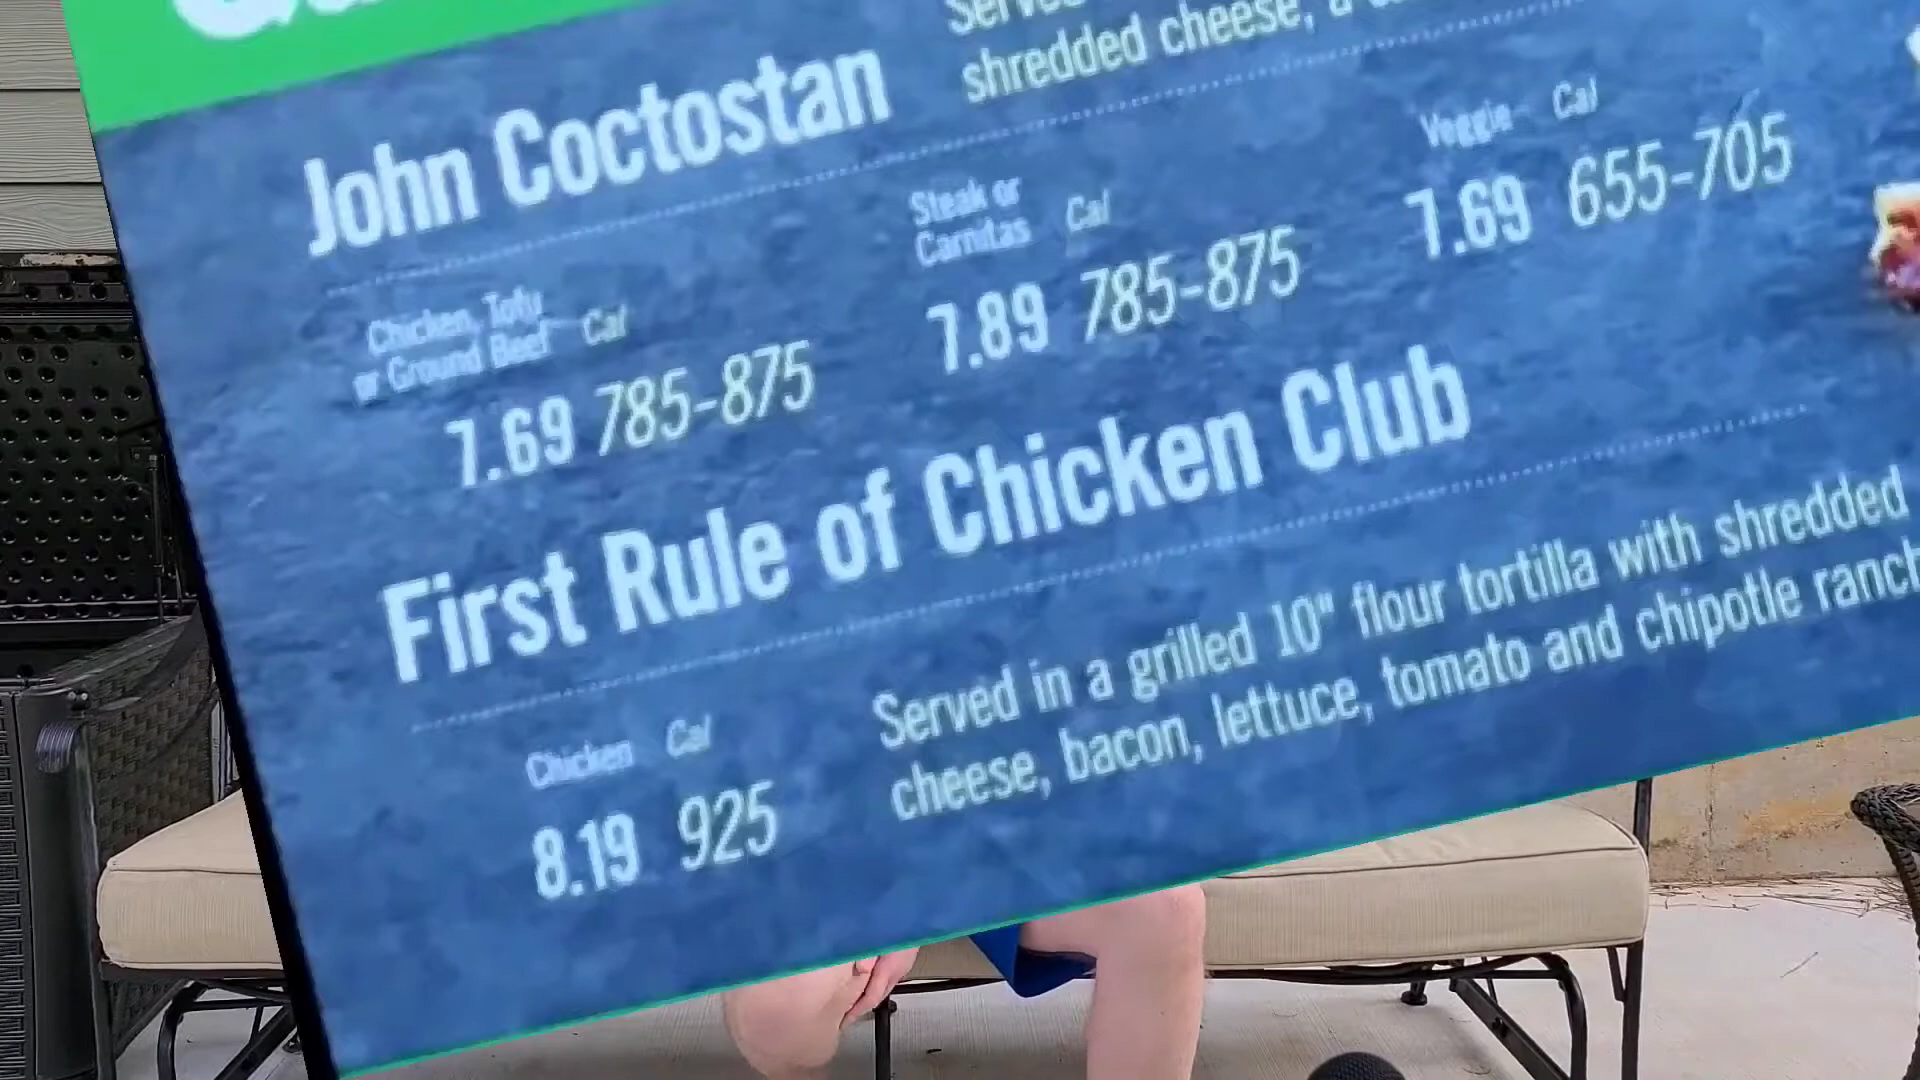 Served
shredded cheese, a
John Coctostan
Chicken, Tofu
or Ground Beef Cal
7.69 785-875
Steak or
Carnitas Cal
7.89 785-875
Veggie Cal
7.69 655-705
First Rule of Chicken Club
Chicken Cal
8.19 925
Served in a grilled 10" flour tortilla with shredded
cheese, bacon, lettuce, tomato and chipotle ranch